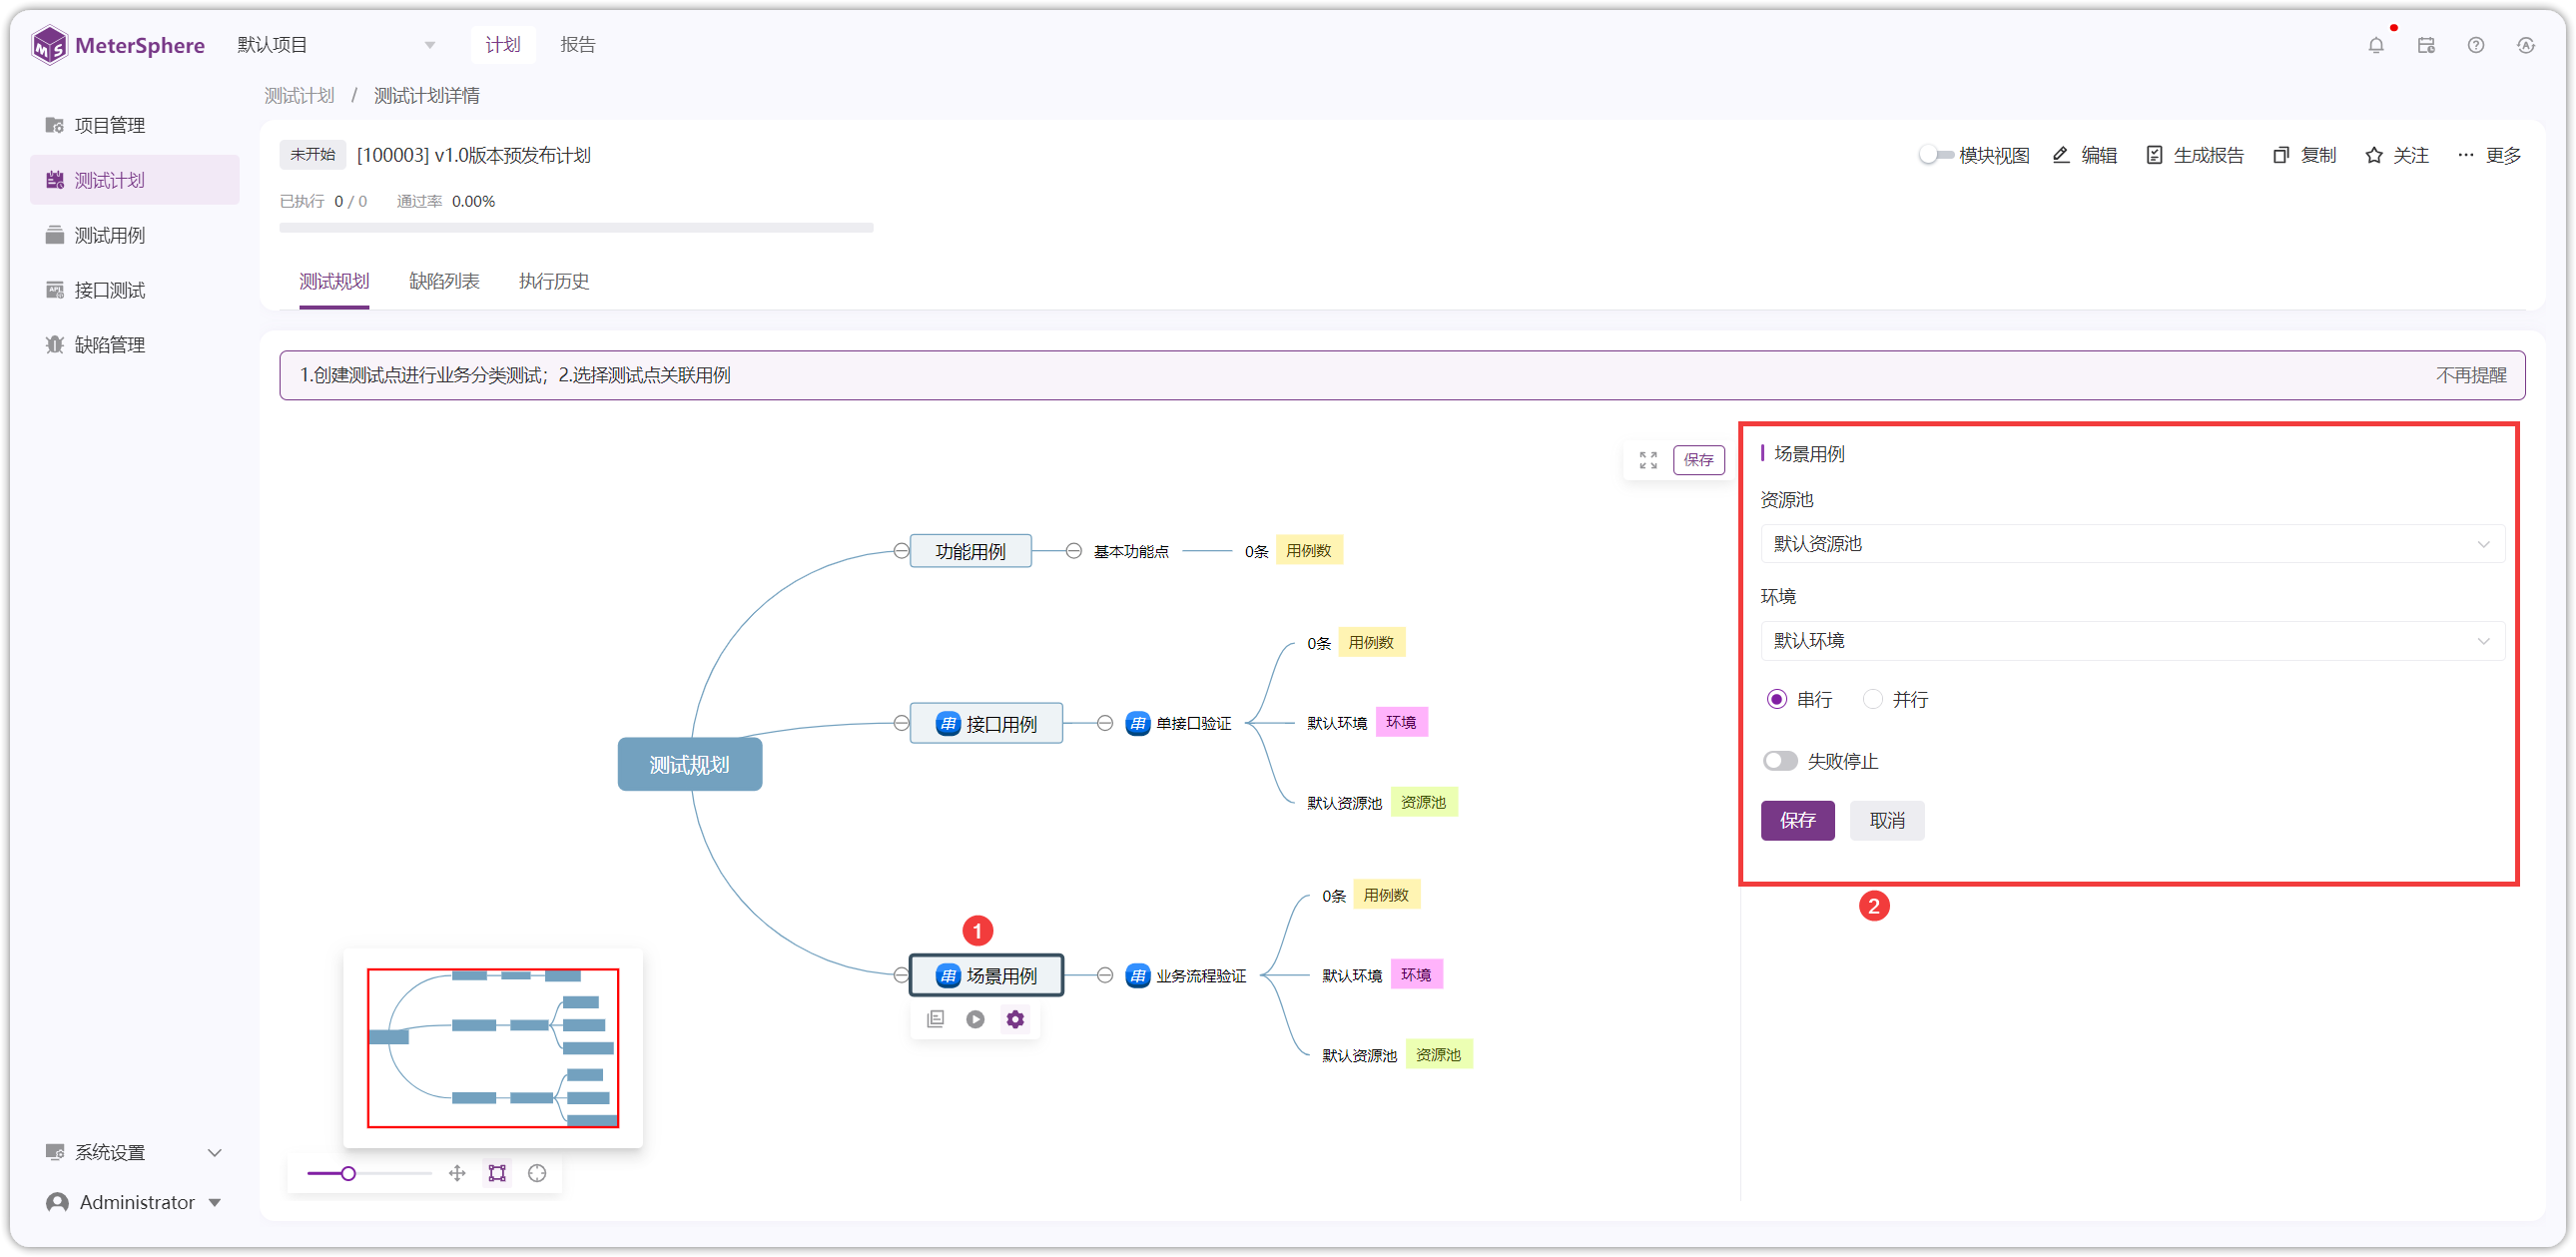 MeterSphere
默认项目
计划
报告
项目管理
测试计划
测试用例
接口测试
缺陷管理
系统设置
Administrator
测试计划 / 测试计划详情
未开始 [100003] v1.0版本预发布计划
模块视图 编辑 生成报告 复制 关注 更多
已执行 0 / 0 通过率 0.00%
测试规划 缺陷列表 执行历史
1.创建测试点进行业务分类测试；2.选择测试点关联用例 不再提醒
保存
测试规划
功能用例 基本功能点 0条 用例数
串 接口用例 串 单接口验证
0条 用例数
默认环境 环境
默认资源池 资源池
1
串 场景用例 串 业务流程验证
0条 用例数
默认环境 环境
默认资源池 资源池
场景用例
资源池
默认资源池
环境
默认环境
串行 并行
失败停止
保存 取消
2